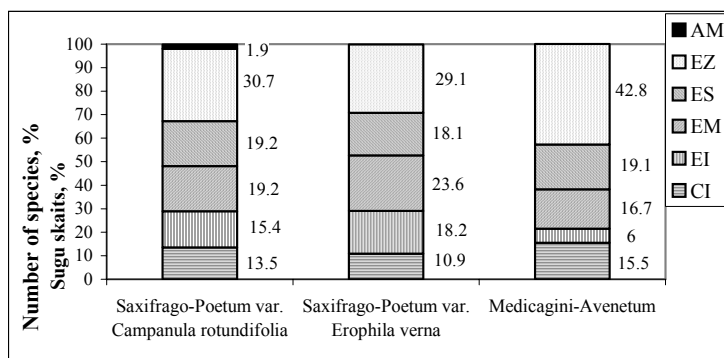 Number of species, %
Sugu skaits, %
100
90
80
70
60
50
40
30
20
10
0
1.9
30.7
19.2
19.2
15.4
13.5
29.1
18.1
23.6
18.2
10.9
42.8
19.1
16.7
6
15.5
Saxifrago-Poetum var.
Campanula rotundifolia
Saxifrago-Poetum var.
Erophila verna
Medicagini-Avenetum
AM
EZ
ES
EM
EI
CI